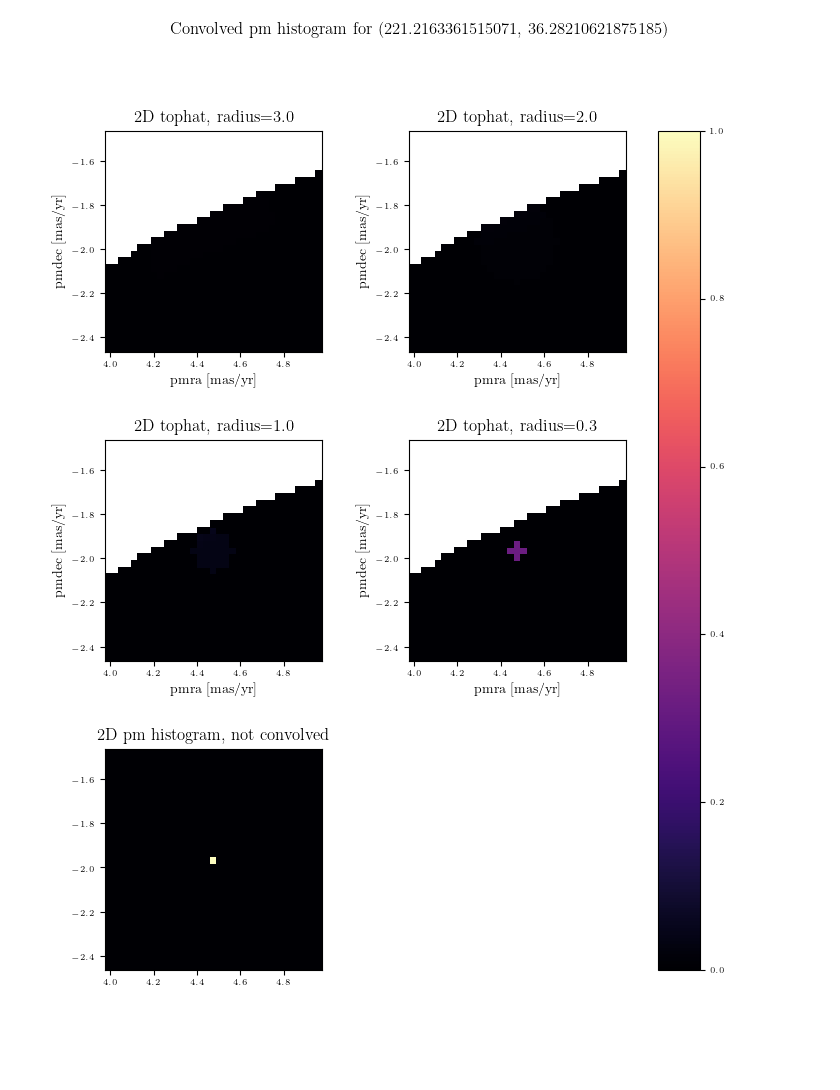 Convolved pm histogram for (221.2163361515071, 36.28210621875185)
2D tophat, radius=3.0
−1.6
−1.8
−2.0
−2.2
−2.4
pmdec [mas/yr]
4.0 4.2 4.4 4.6 4.8
pmra [mas/yr]
2D tophat, radius=2.0
−1.6
−1.8
−2.0
−2.2
−2.4
pmdec [mas/yr]
4.0 4.2 4.4 4.6 4.8
pmra [mas/yr]
2D tophat, radius=1.0
−1.6
−1.8
−2.0
−2.2
−2.4
pmdec [mas/yr]
4.0 4.2 4.4 4.6 4.8
pmra [mas/yr]
2D tophat, radius=0.3
−1.6
−1.8
−2.0
−2.2
−2.4
pmdec [mas/yr]
4.0 4.2 4.4 4.6 4.8
pmra [mas/yr]
2D pm histogram, not convolved
−1.6
−1.8
−2.0
−2.2
−2.4
4.0 4.2 4.4 4.6 4.8
1.0
0.8
0.6
0.4
0.2
0.0